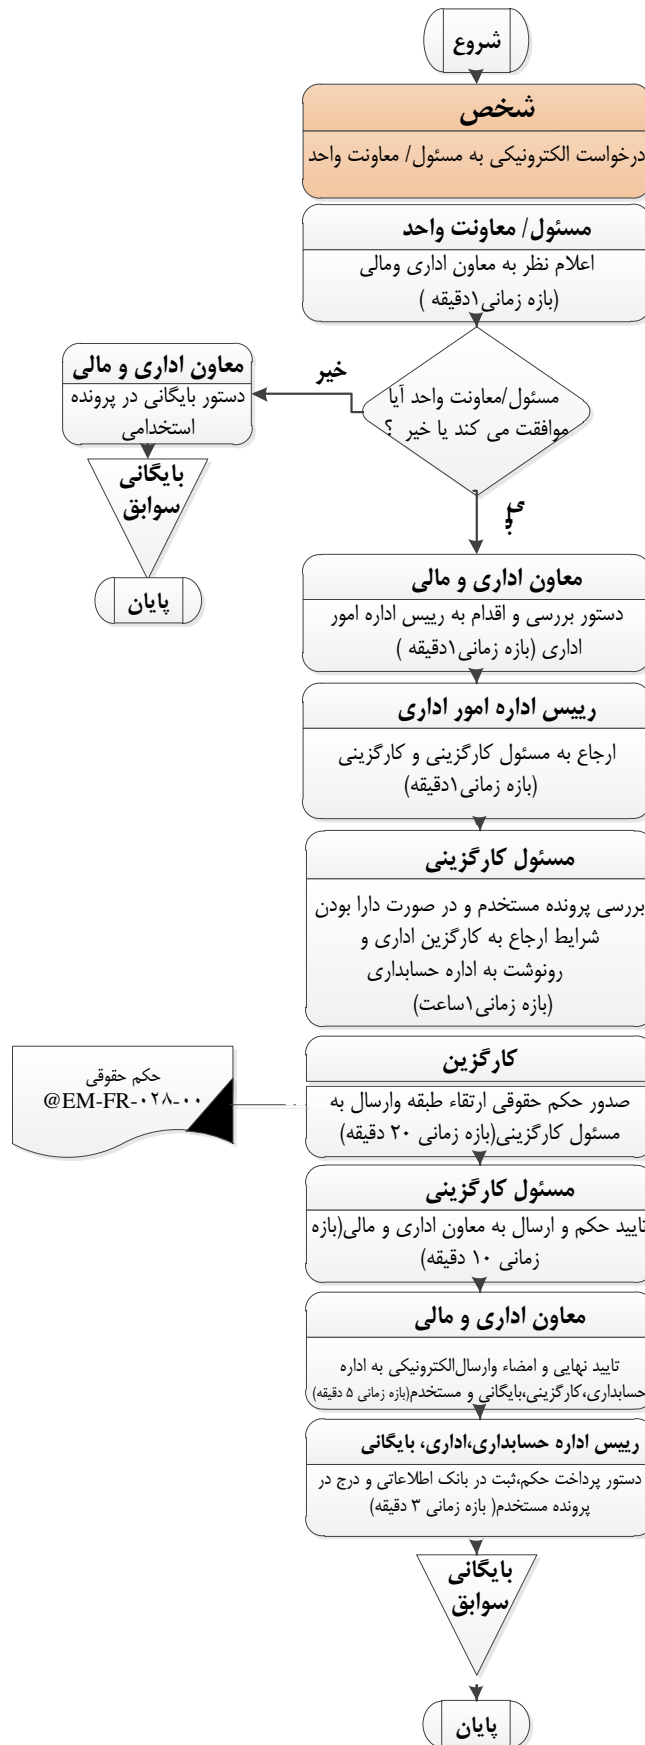 شروع
شخص
درخواست الکترونیکی به مسئول/ معاونت واحد
مسئول/ معاونت واحد
اعلام نظر به معاون اداری ومالی
(بازه زمانی۱دقیقه )
مسئول/معاونت واحد آیا
موافقت می کند یا خیر ؟
خیر
معاون اداری و مالی
دستور بایگانی در پرونده
استخدامی
بایگانی
سوابق
پایان
معاون اداری و مالی
دستور بررسی و اقدام به رییس اداره امور
اداری (بازه زمانی۱دقیقه )
رییس اداره امور اداری
ارجاع به مسئول کارگزینی و کارگزینی
(بازه زمانی۱دقیقه)
مسئول کارگزینی
بررسی پرونده مستخدم و در صورت دارا بودن
شرایط ارجاع به کارگزین اداری و
رونوشت به اداره حسابداری
(بازه زمانی۱ساعت)
کارگزین
صدور حکم حقوقی ارتقاء طبقه وارسال به
مسئول کارگزینی(بازه زمانی ۲۰ دقیقه)
حکم حقوقی
@EM-FR-۰۲۸-۰۰
مسئول کارگزینی
تایید حکم و ارسال به معاون اداری و مالی(بازه
زمانی ۱۰ دقیقه)
معاون اداری و مالی
تایید نهایی و امضاء وارسال‌الکترونیکی به اداره
حسابداری،کارگزینی،بایگانی و مستخدم(بازه زمانی ۵ دقیقه)
رییس اداره حسابداری،اداری، بایگانی
دستور پرداخت حکم،ثبت در بانک اطلاعاتی و درج در
پرونده مستخدم( بازه زمانی ۳ دقیقه)
بایگانی
سوابق
پایان